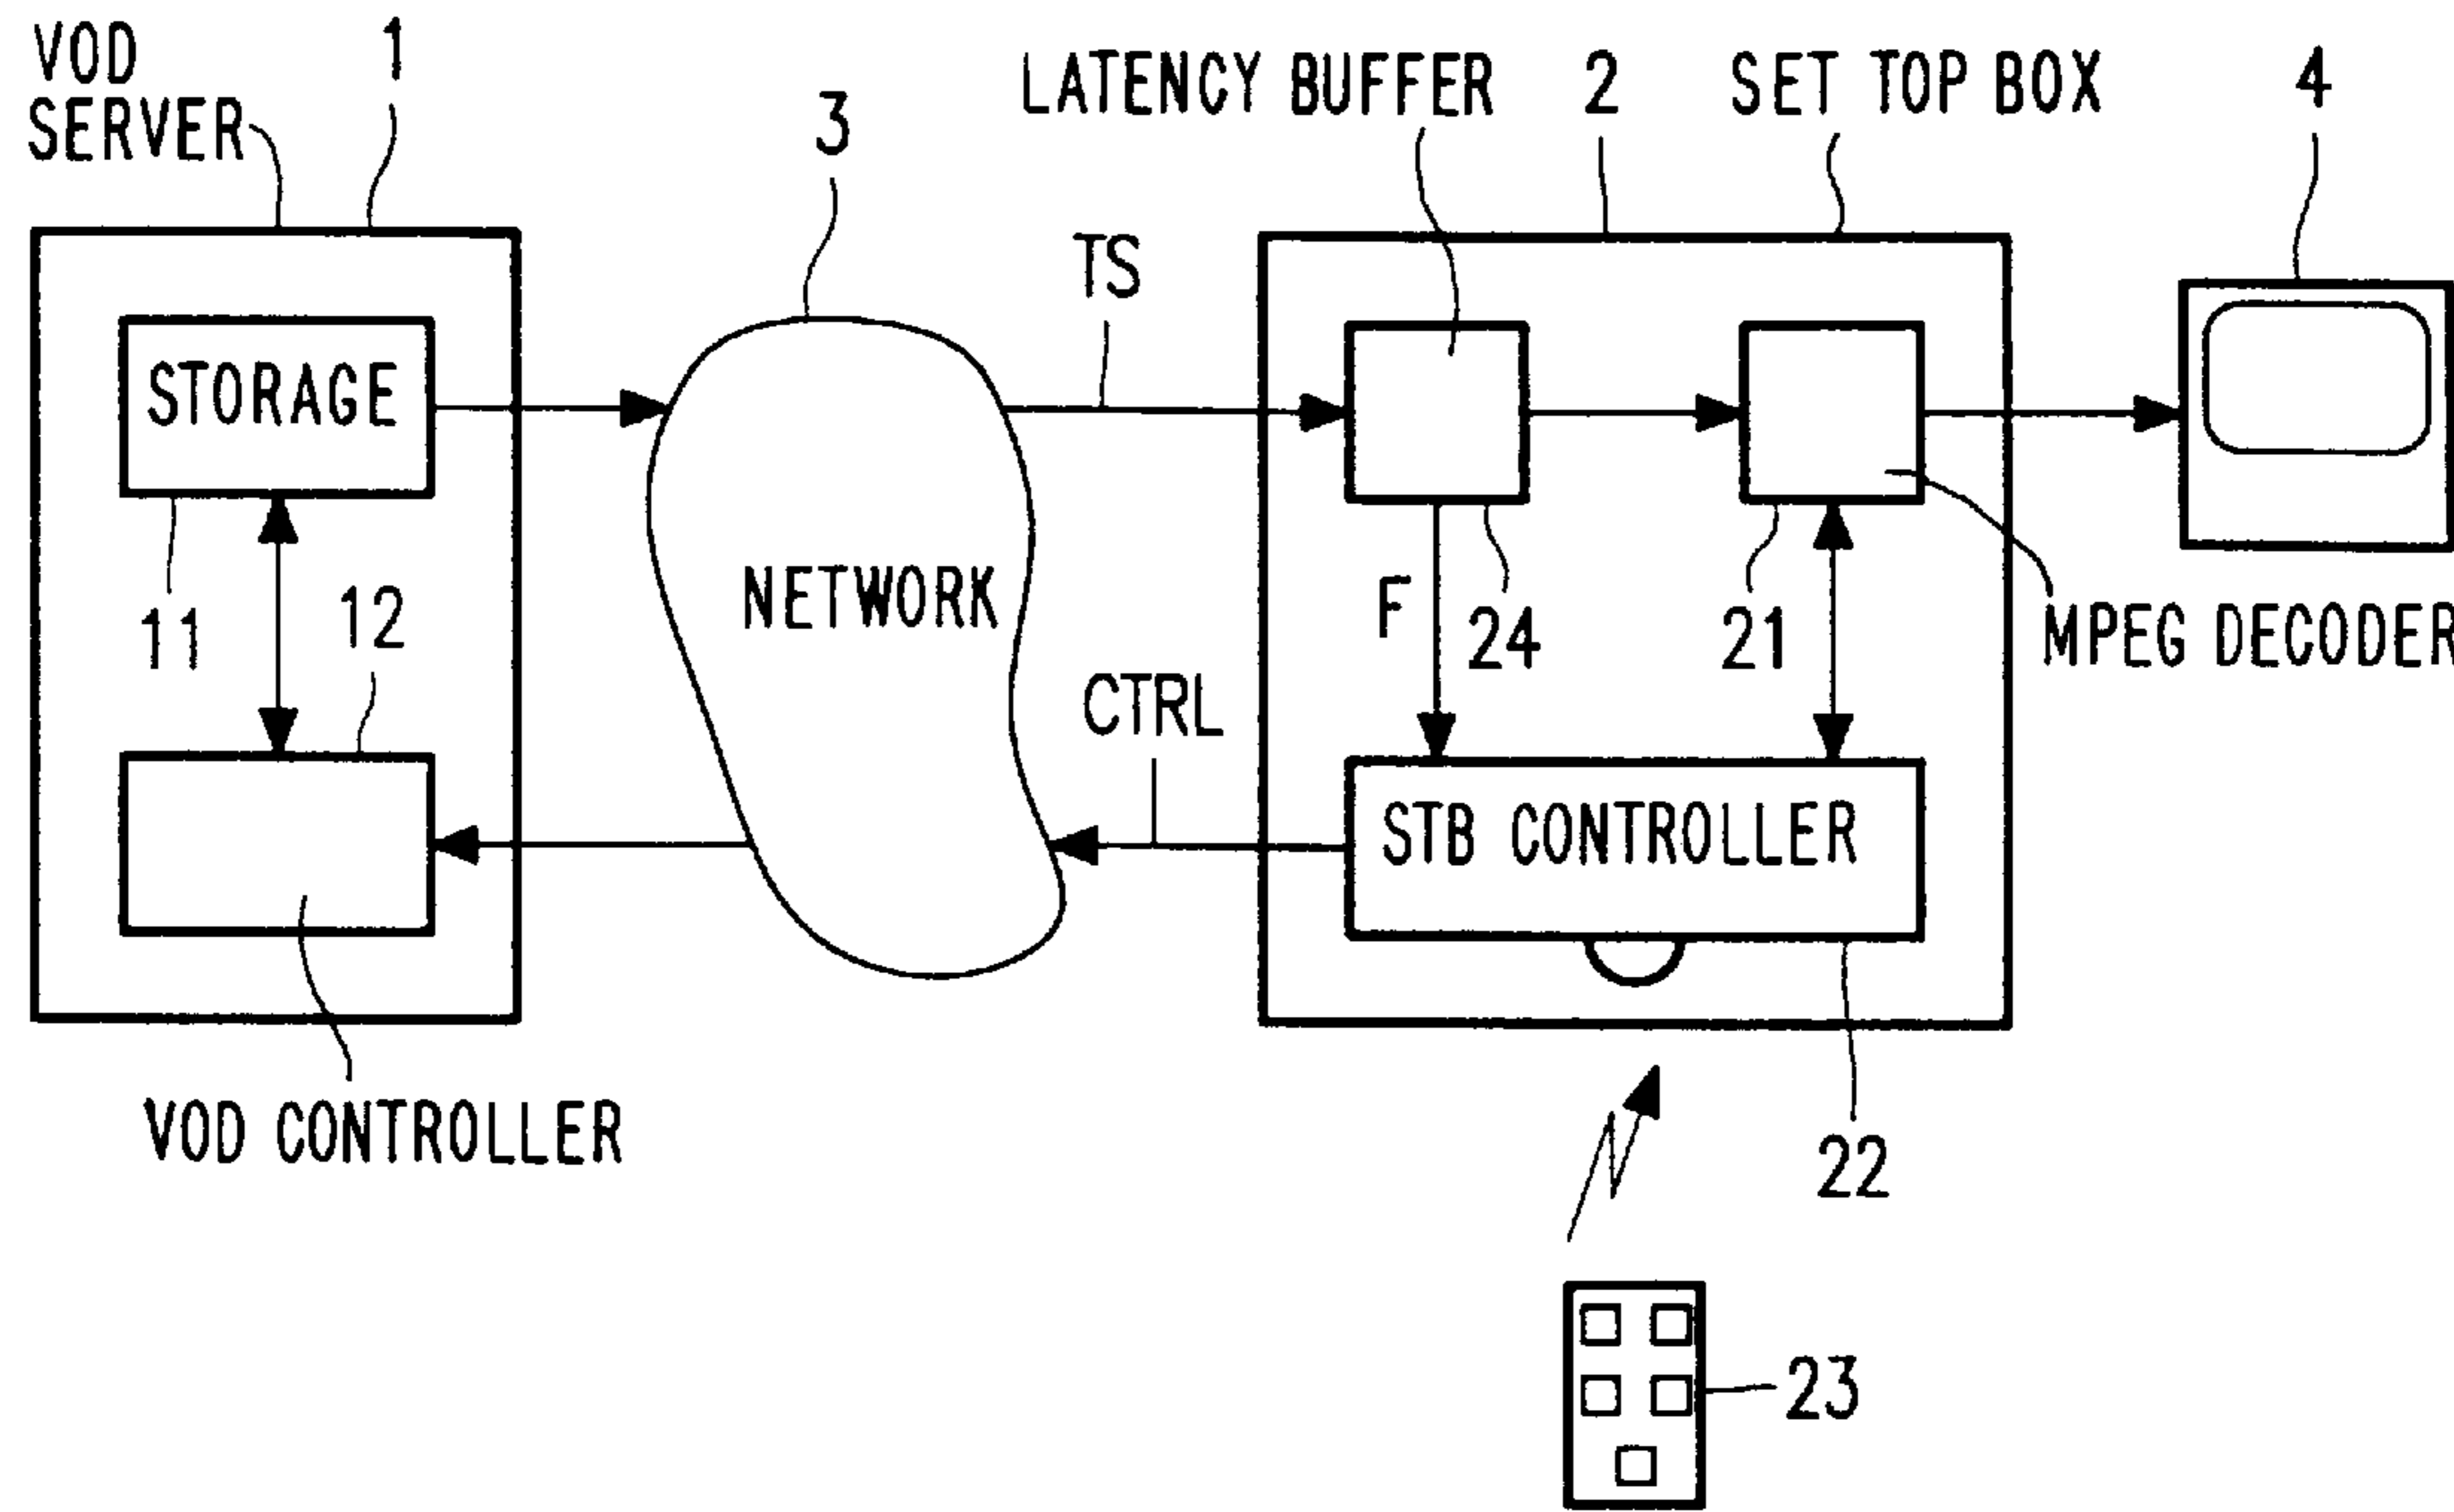 VOD
SERVER
1
3
LATENCY BUFFER
2
SET TOP BOX
4
TS
STORAGE
11
12
NETWORK
F
24
21
MPEG DECODER
CTRL
STB CONTROLLER
VOD CONTROLLER
22
23